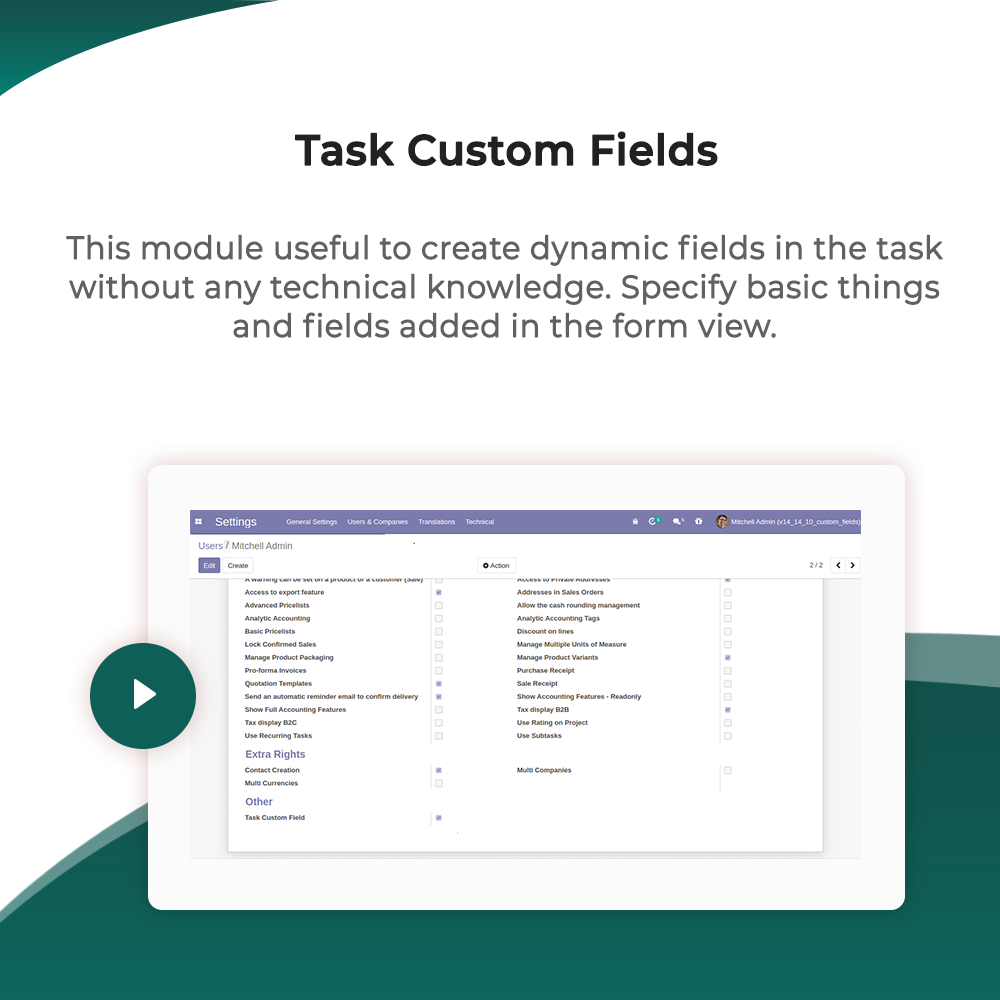 Task Custom Fields
This module useful to create dynamic fields in the task
without any technical knowledge. Specify basic things
and fields added in the form view.
Settings General Settings Users & Companies Translations Technical Mitchell Admin (v14_14_10_custom_fields)
Users / Mitchell Admin
Edit Create Action 2 / 2
A warning can be set on a product or a customer (Sale) Access to Private Addresses
Access to export feature Addresses in Sales Orders
Advanced Pricelists Allow the cash rounding management
Analytic Accounting Analytic Accounting Tags
Basic Pricelists Discount on lines
Lock Confirmed Sales Manage Multiple Units of Measure
Manage Product Packaging Manage Product Variants
Pro-forma Invoices Purchase Receipt
Quotation Templates Sale Receipt
Send an automatic reminder email to confirm delivery Show Accounting Features - Readonly
Show Full Accounting Features Tax display B2B
Tax display B2C Use Rating on Project
Use Recurring Tasks Use Subtasks
Extra Rights
Contact Creation Multi Companies
Multi Currencies
Other
Task Custom Field